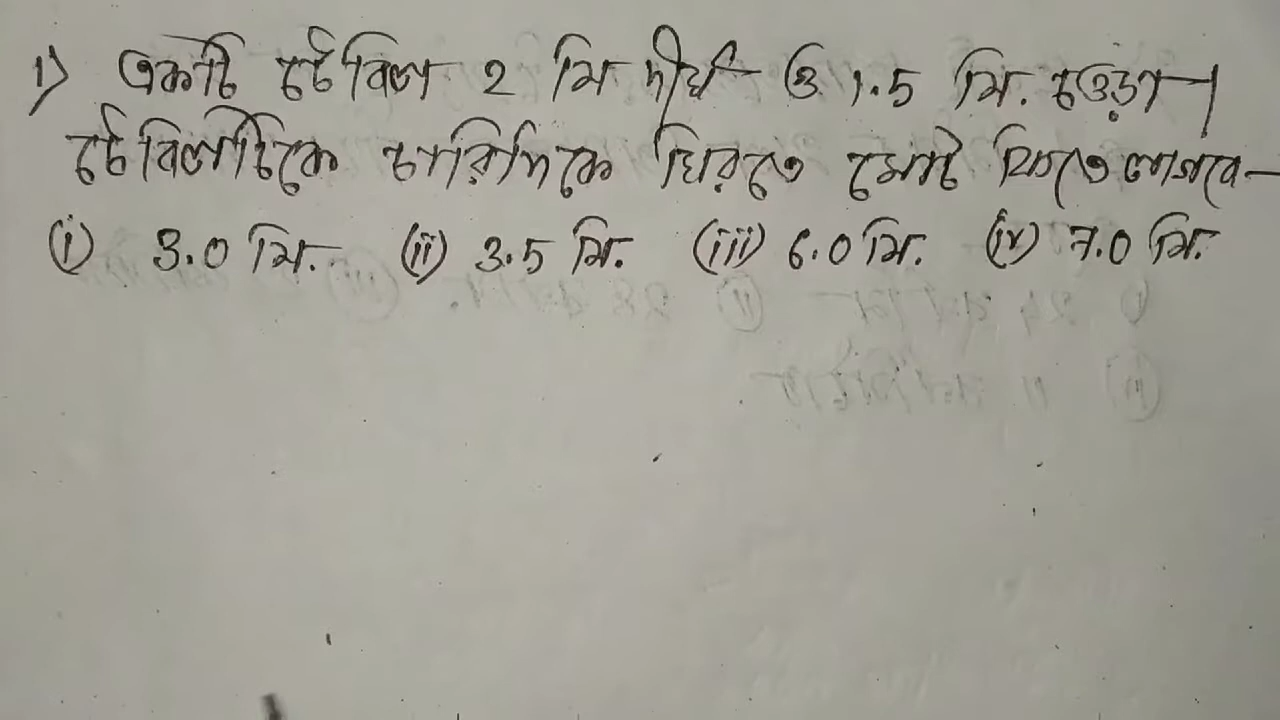 1) একটি টেবিল 2 মি দীর্ঘ ও 1.5 মি. চওড়া।
টেবিলটিকে চারিদিকে ঘিরতে মোট ফিতে লাগবে-
(i) 3.0 মি. (ii) 3.5 মি. (iii) 6.0 মি. (iv) 7.0 মি.